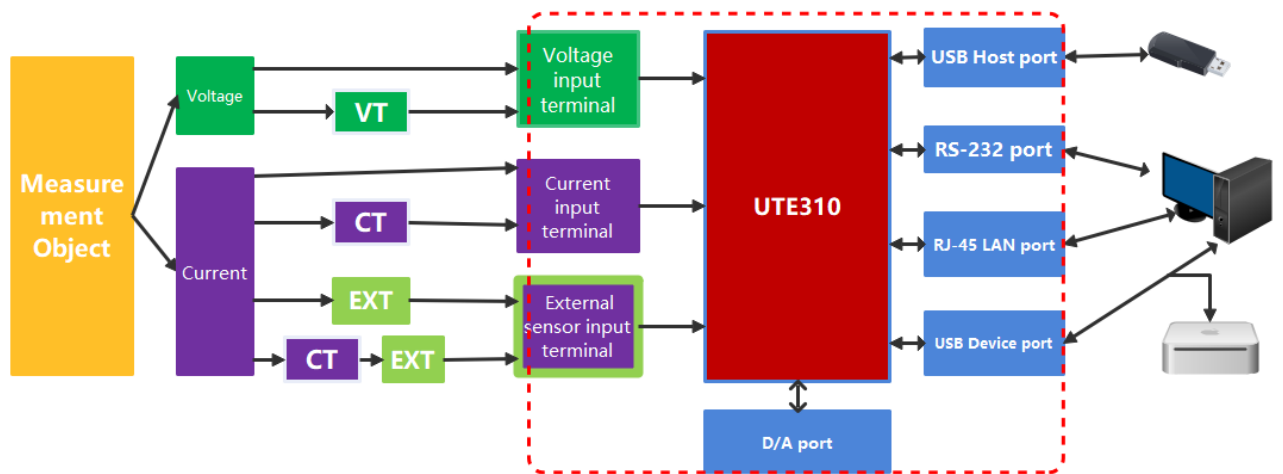 Measure
ment
Object
Voltage
VT
Voltage
input
terminal
Current
CT
Current
input
terminal
EXT
External
sensor input
terminal
CT
EXT
UTE310
USB Host port
RS-232 port
RJ-45 LAN port
USB Device port
D/A port